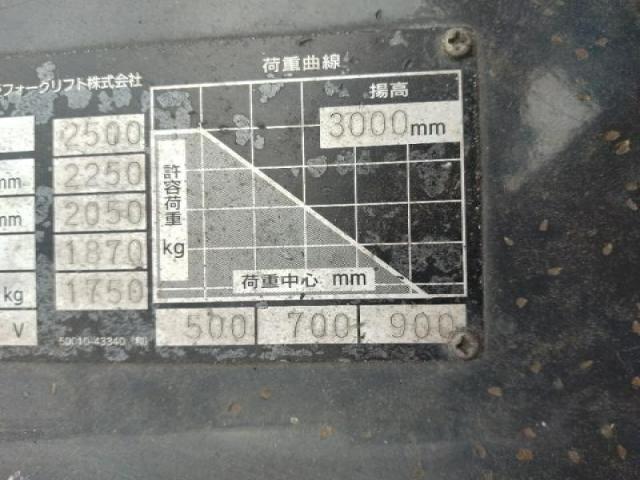 フォークリフト株式会社
荷重曲線
揚高
3000mm
2500
2250
mm
2050
mm
1870
1750
kg
V
許容荷重
kg
荷重中心 mm
500 700 900
50010-43340